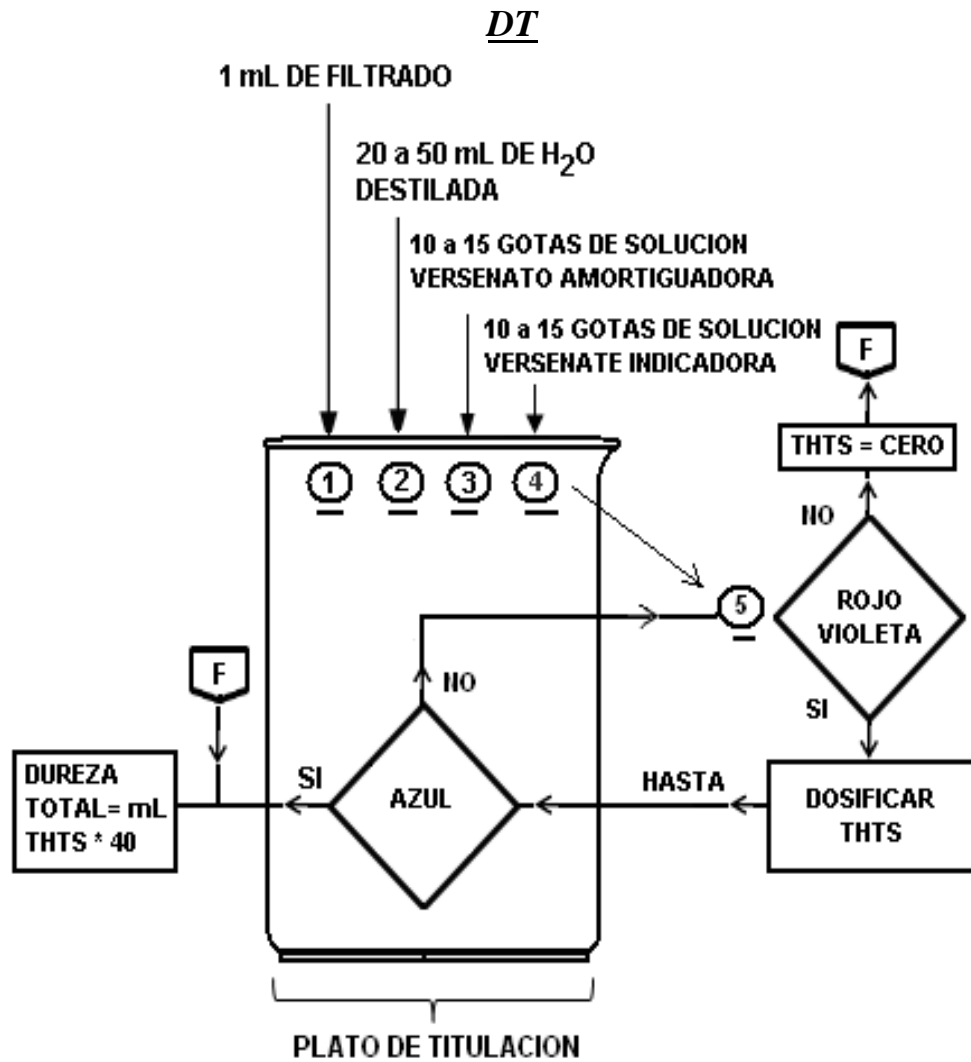 DT
1 mL DE FILTRADO
20 a 50 mL DE H2O
DESTILADA
10 a 15 GOTAS DE SOLUCION
VERSENATO AMORTIGUADORA
10 a 15 GOTAS DE SOLUCION
VERSENATE INDICADORA
F
THTS = CERO
1 2 3 4
NO
5
ROJO
VIOLETA
F
NO
SI
DUREZA
TOTAL= mL
THTS * 40
SI
AZUL
HASTA
DOSIFICAR
THTS
PLATO DE TITULACION